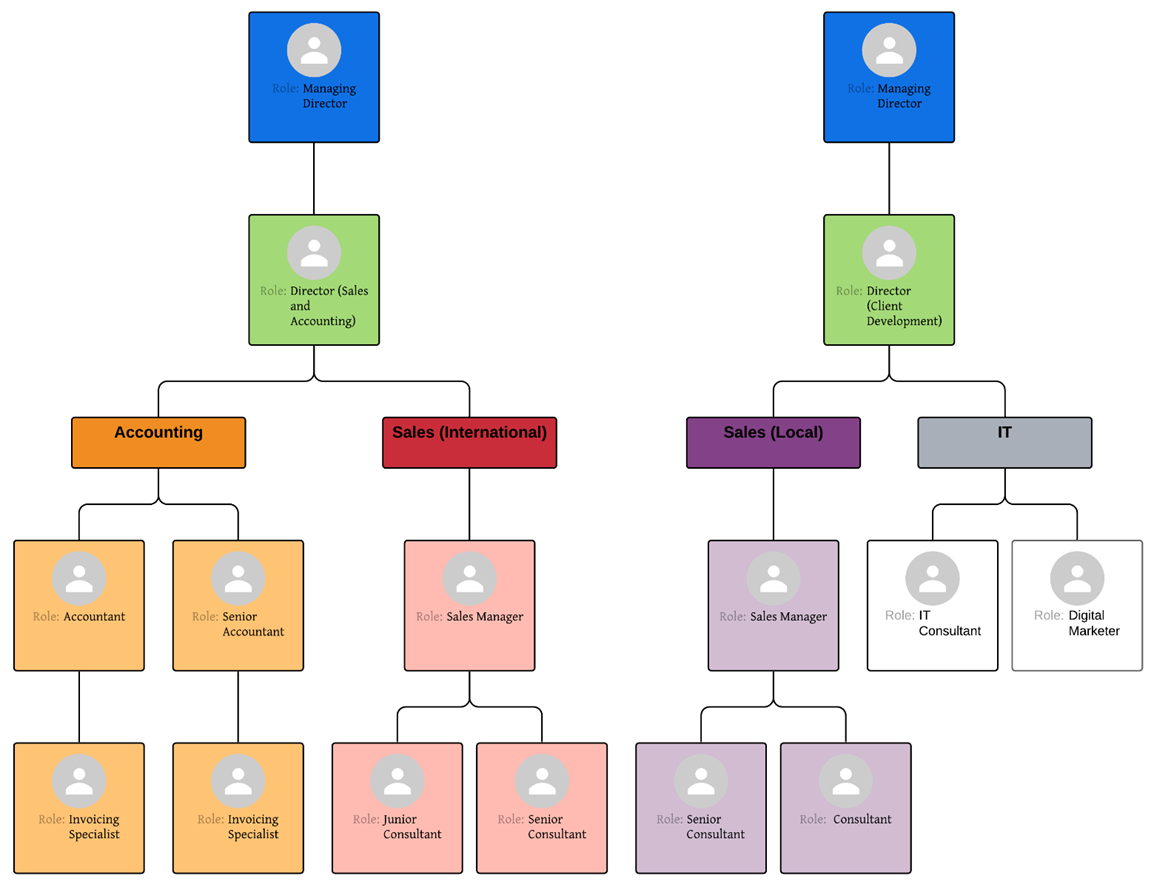 Role: Managing
Director
Role: Managing
Director
Role: Director (Sales
and
Accounting)
Role: Director
(Client
Development)
Accounting
Sales (International)
Sales (Local)
IT
Role: Accountant
Role: Senior
Accountant
Role: Sales Manager
Role: Sales Manager
Role: IT
Consultant
Role: Digital
Marketer
Role: Invoicing
Specialist
Role: Invoicing
Specialist
Role: Junior
Consultant
Role: Senior
Consultant
Role: Senior
Consultant
Role: Consultant